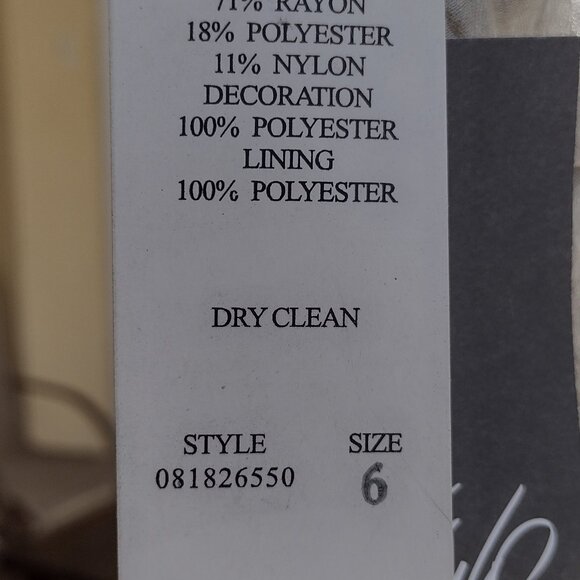 71% RAYON
18% POLYESTER
11% NYLON
DECORATION
100% POLYESTER
LINING
100% POLYESTER
DRY CLEAN
STYLE SIZE
081826550 6